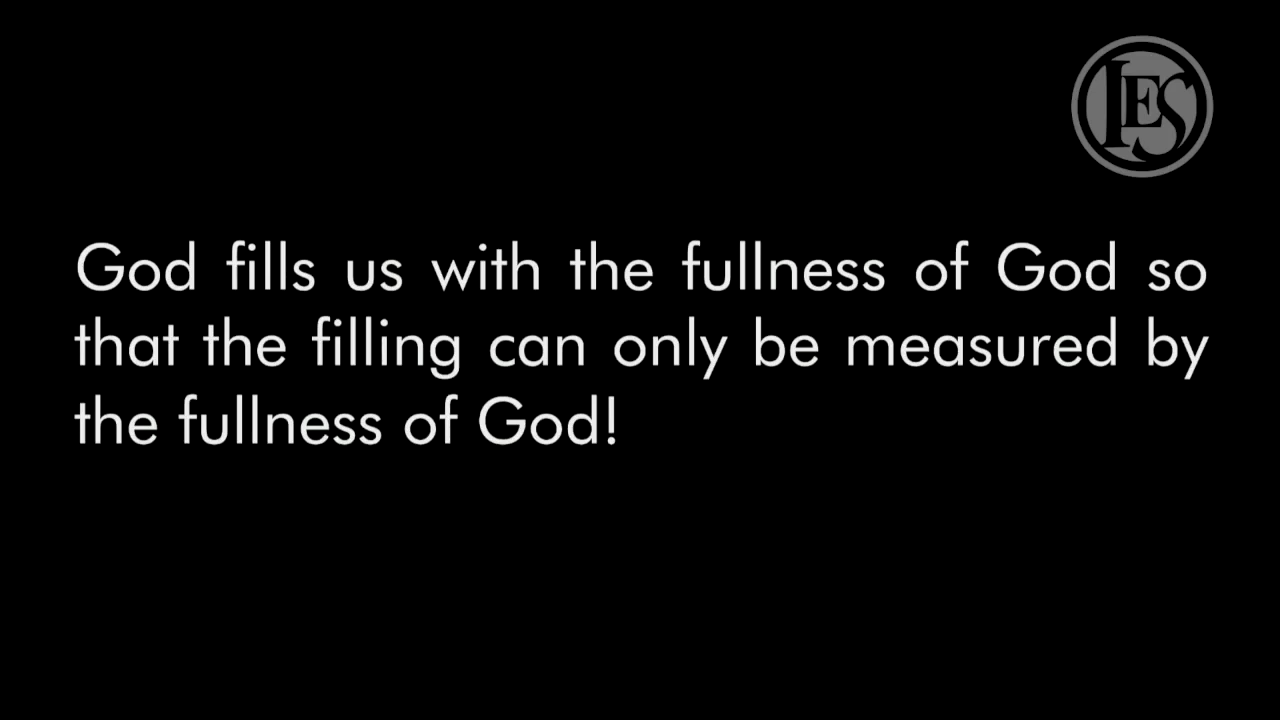 IES
God fills us with the fullness of God so
that the filling can only be measured by
the fullness of God!